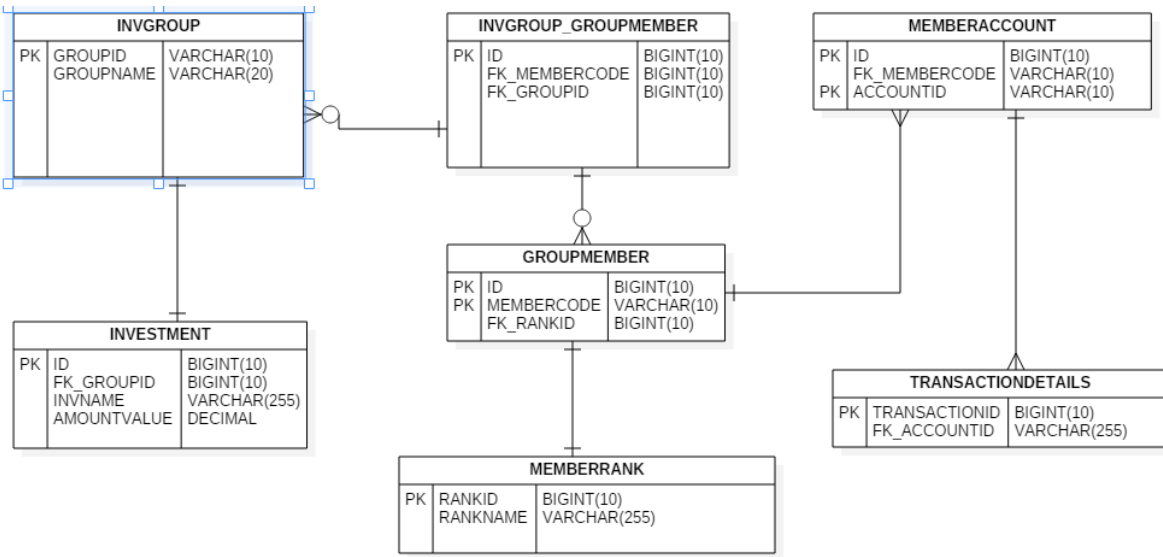 INVGROUP
PK GROUPID VARCHAR(10)
GROUPNAME VARCHAR(20)
INVGROUP_GROUPMEMBER
PK ID BIGINT(10)
FK_MEMBERCODE BIGINT(10)
FK_GROUPID BIGINT(10)
MEMBERACCOUNT
PK ID BIGINT(10)
FK_MEMBERCODE VARCHAR(10)
PK ACCOUNTID VARCHAR(10)
GROUPMEMBER
PK ID BIGINT(10)
PK MEMBERCODE VARCHAR(10)
FK_RANKID BIGINT(10)
INVESTMENT
PK ID BIGINT(10)
FK_GROUPID BIGINT(10)
INVNAME VARCHAR(255)
AMOUNTVALUE DECIMAL
TRANSACTIONDETAILS
PK TRANSACTIONID BIGINT(10)
FK_ACCOUNTID VARCHAR(255)
MEMBERRANK
PK RANKID BIGINT(10)
RANKNAME VARCHAR(255)